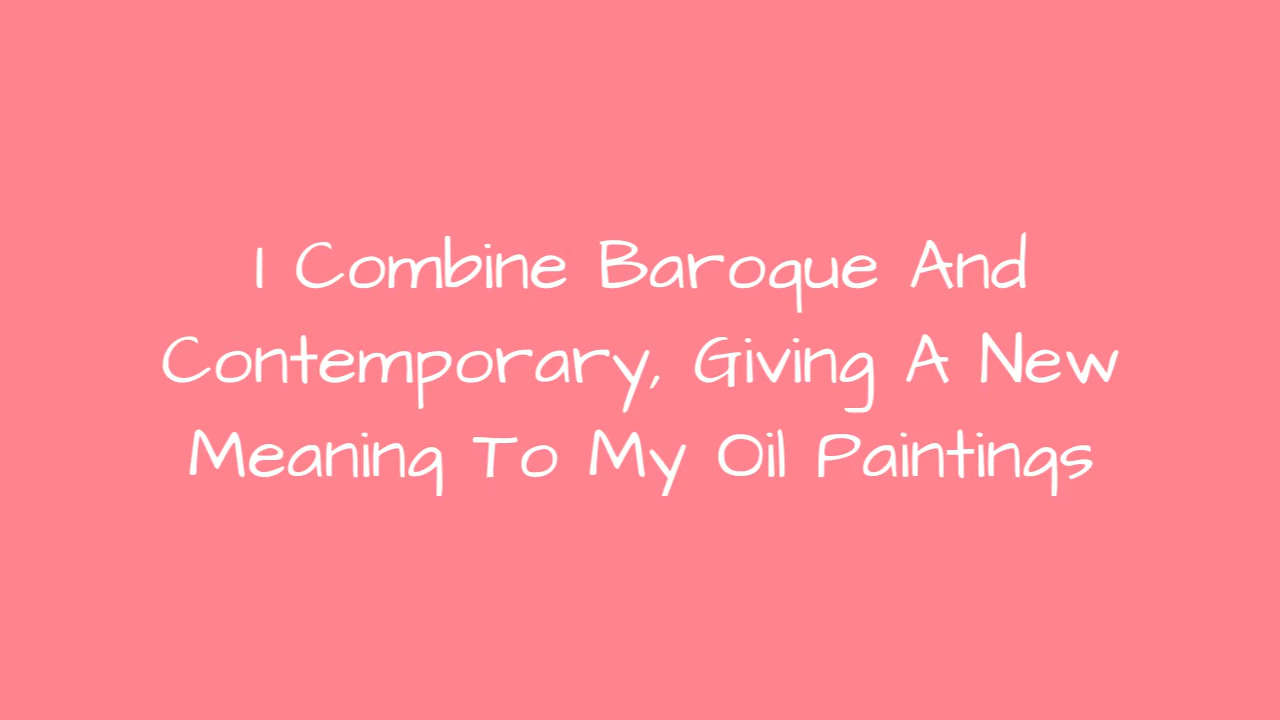 I Combine Baroque And
Contemporary, Giving A New
Meaning To My Oil Paintings